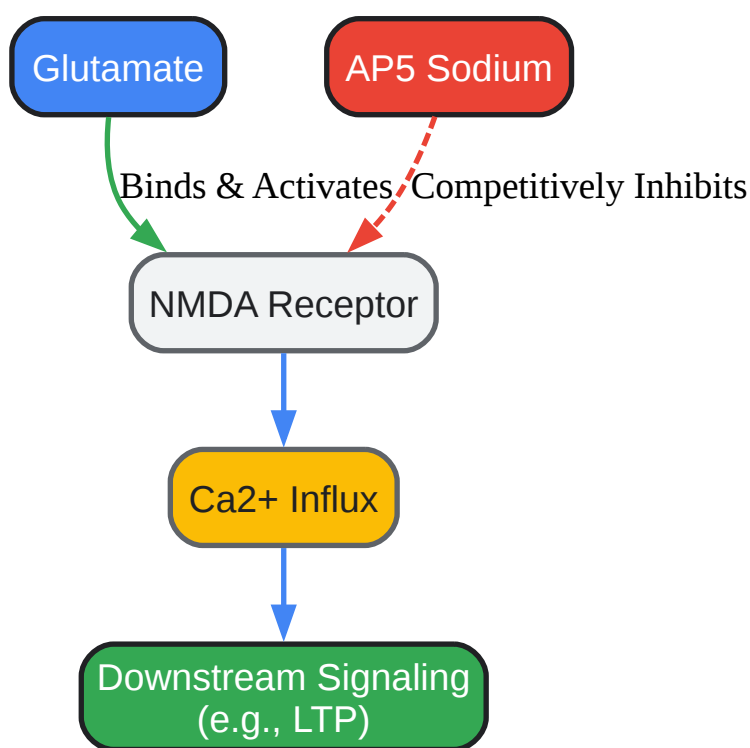 Glutamate
AP5 Sodium
Binds & Activates
Competitively Inhibits
NMDA Receptor
Ca2+ Influx
Downstream Signaling
(e.g., LTP)